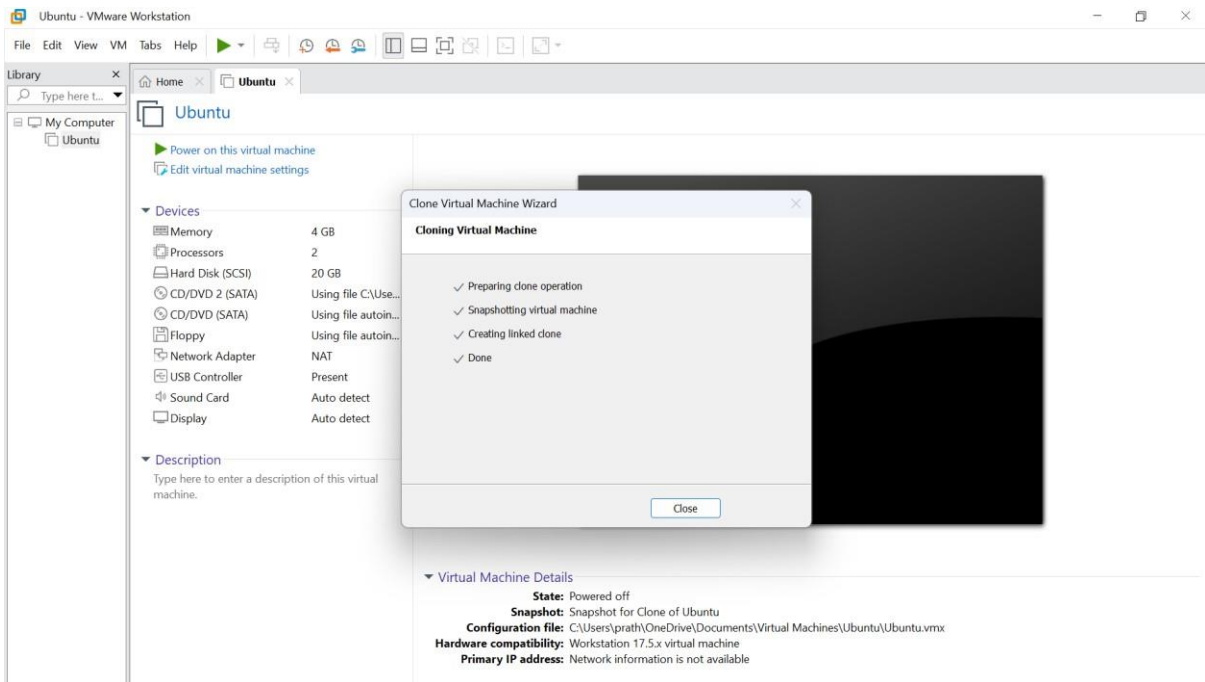 Ubuntu - VMware Workstation
File Edit View VM Tabs Help
Library
Type here t...
My Computer
Ubuntu
Home
Ubuntu
Ubuntu
Power on this virtual machine
Edit virtual machine settings
Devices
Memory 4 GB
Processors 2
Hard Disk (SCSI) 20 GB
CD/DVD 2 (SATA) Using file C:\Use...
CD/DVD (SATA) Using file autoin...
Floppy Using file autoin...
Network Adapter NAT
USB Controller Present
Sound Card Auto detect
Display Auto detect
Description
Type here to enter a description of this virtual
machine.
Clone Virtual Machine Wizard
Cloning Virtual Machine
Preparing clone operation
Snapshotting virtual machine
Creating linked clone
Done
Close
Virtual Machine Details
State: Powered off
Snapshot: Snapshot for Clone of Ubuntu
Configuration file: C:\Users\prath\OneDrive\Documents\Virtual Machines\Ubuntu\Ubuntu.vmx
Hardware compatibility: Workstation 17.5.x virtual machine
Primary IP address: Network information is not available